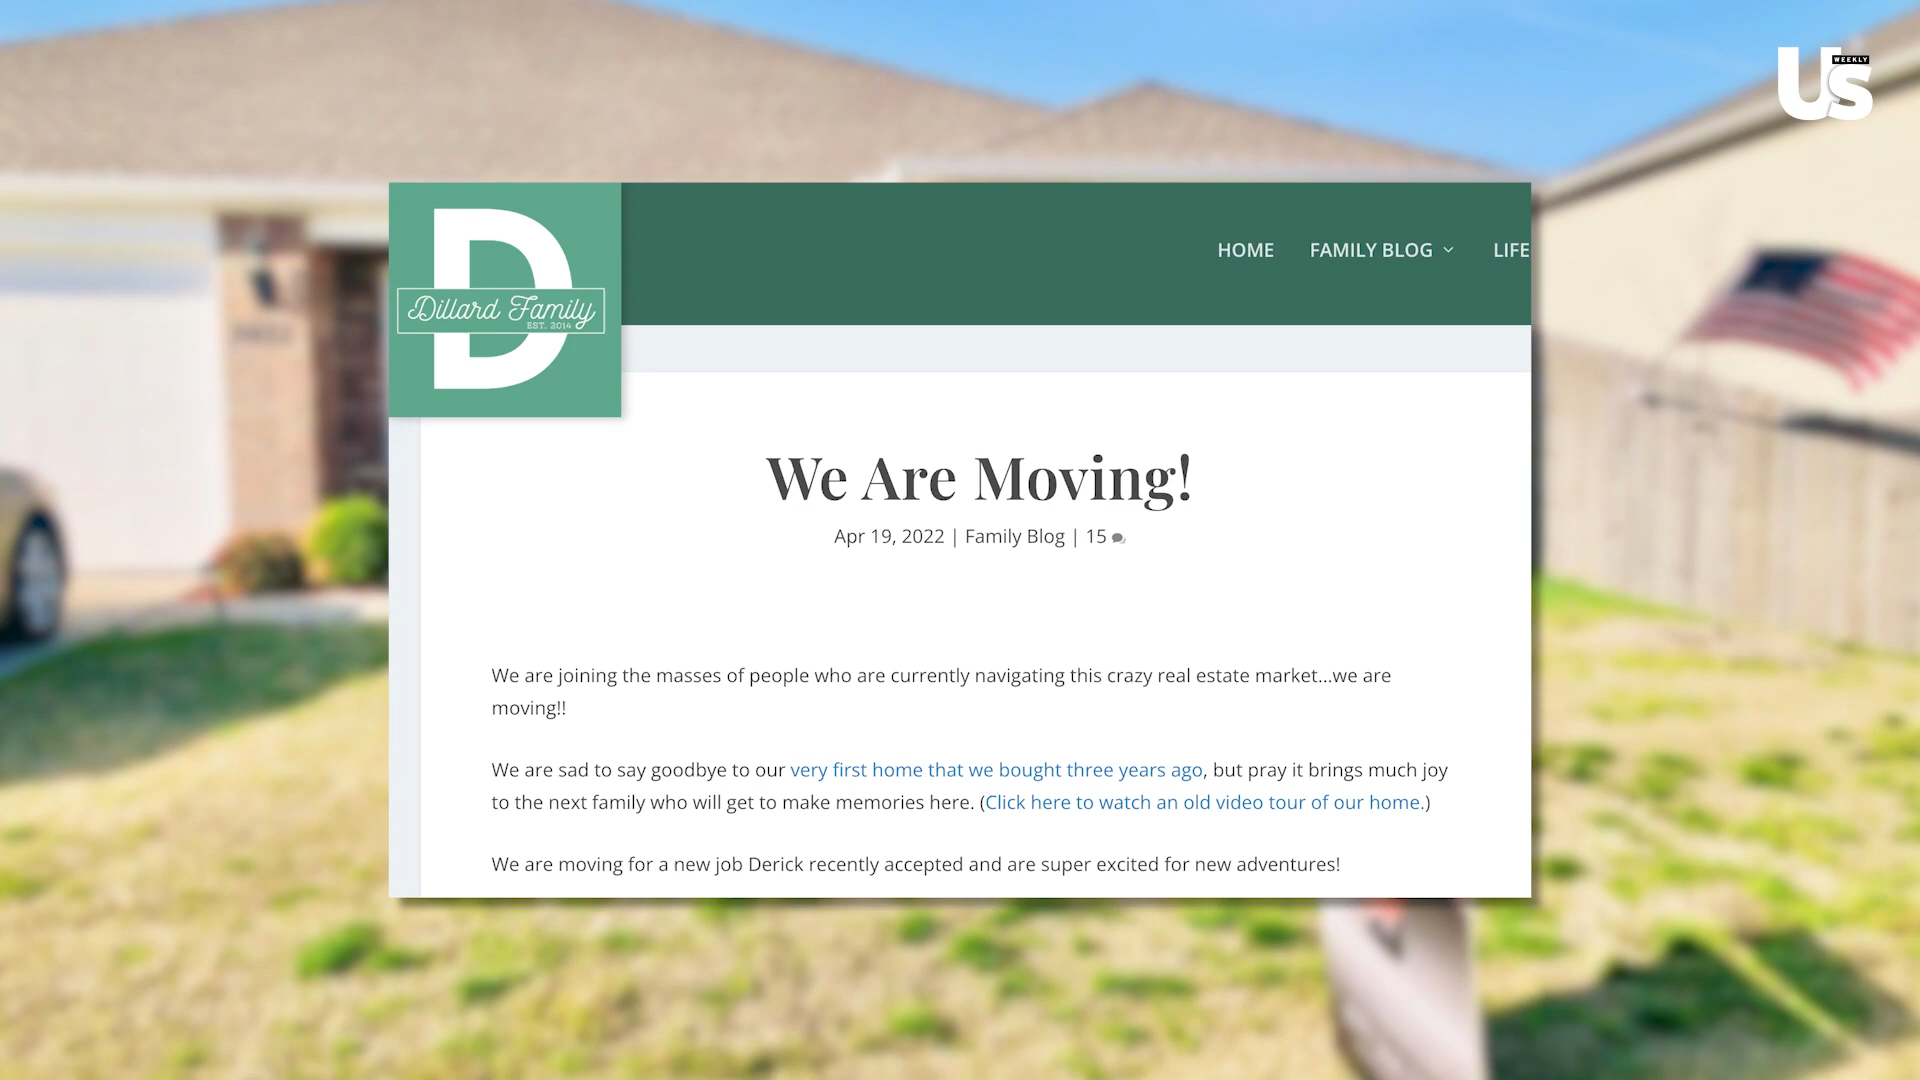 Us
WEEKLY
HOME FAMILY BLOG LIFE
D
Dillard Family
EST. 2014
We Are Moving!
Apr 19, 2022 | Family Blog | 15
We are joining the masses of people who are currently navigating this crazy real estate market...we are
moving!!
We are sad to say goodbye to our very first home that we bought three years ago, but pray it brings much joy
to the next family who will get to make memories here. (Click here to watch an old video tour of our home.)
We are moving for a new job Derick recently accepted and are super excited for new adventures!